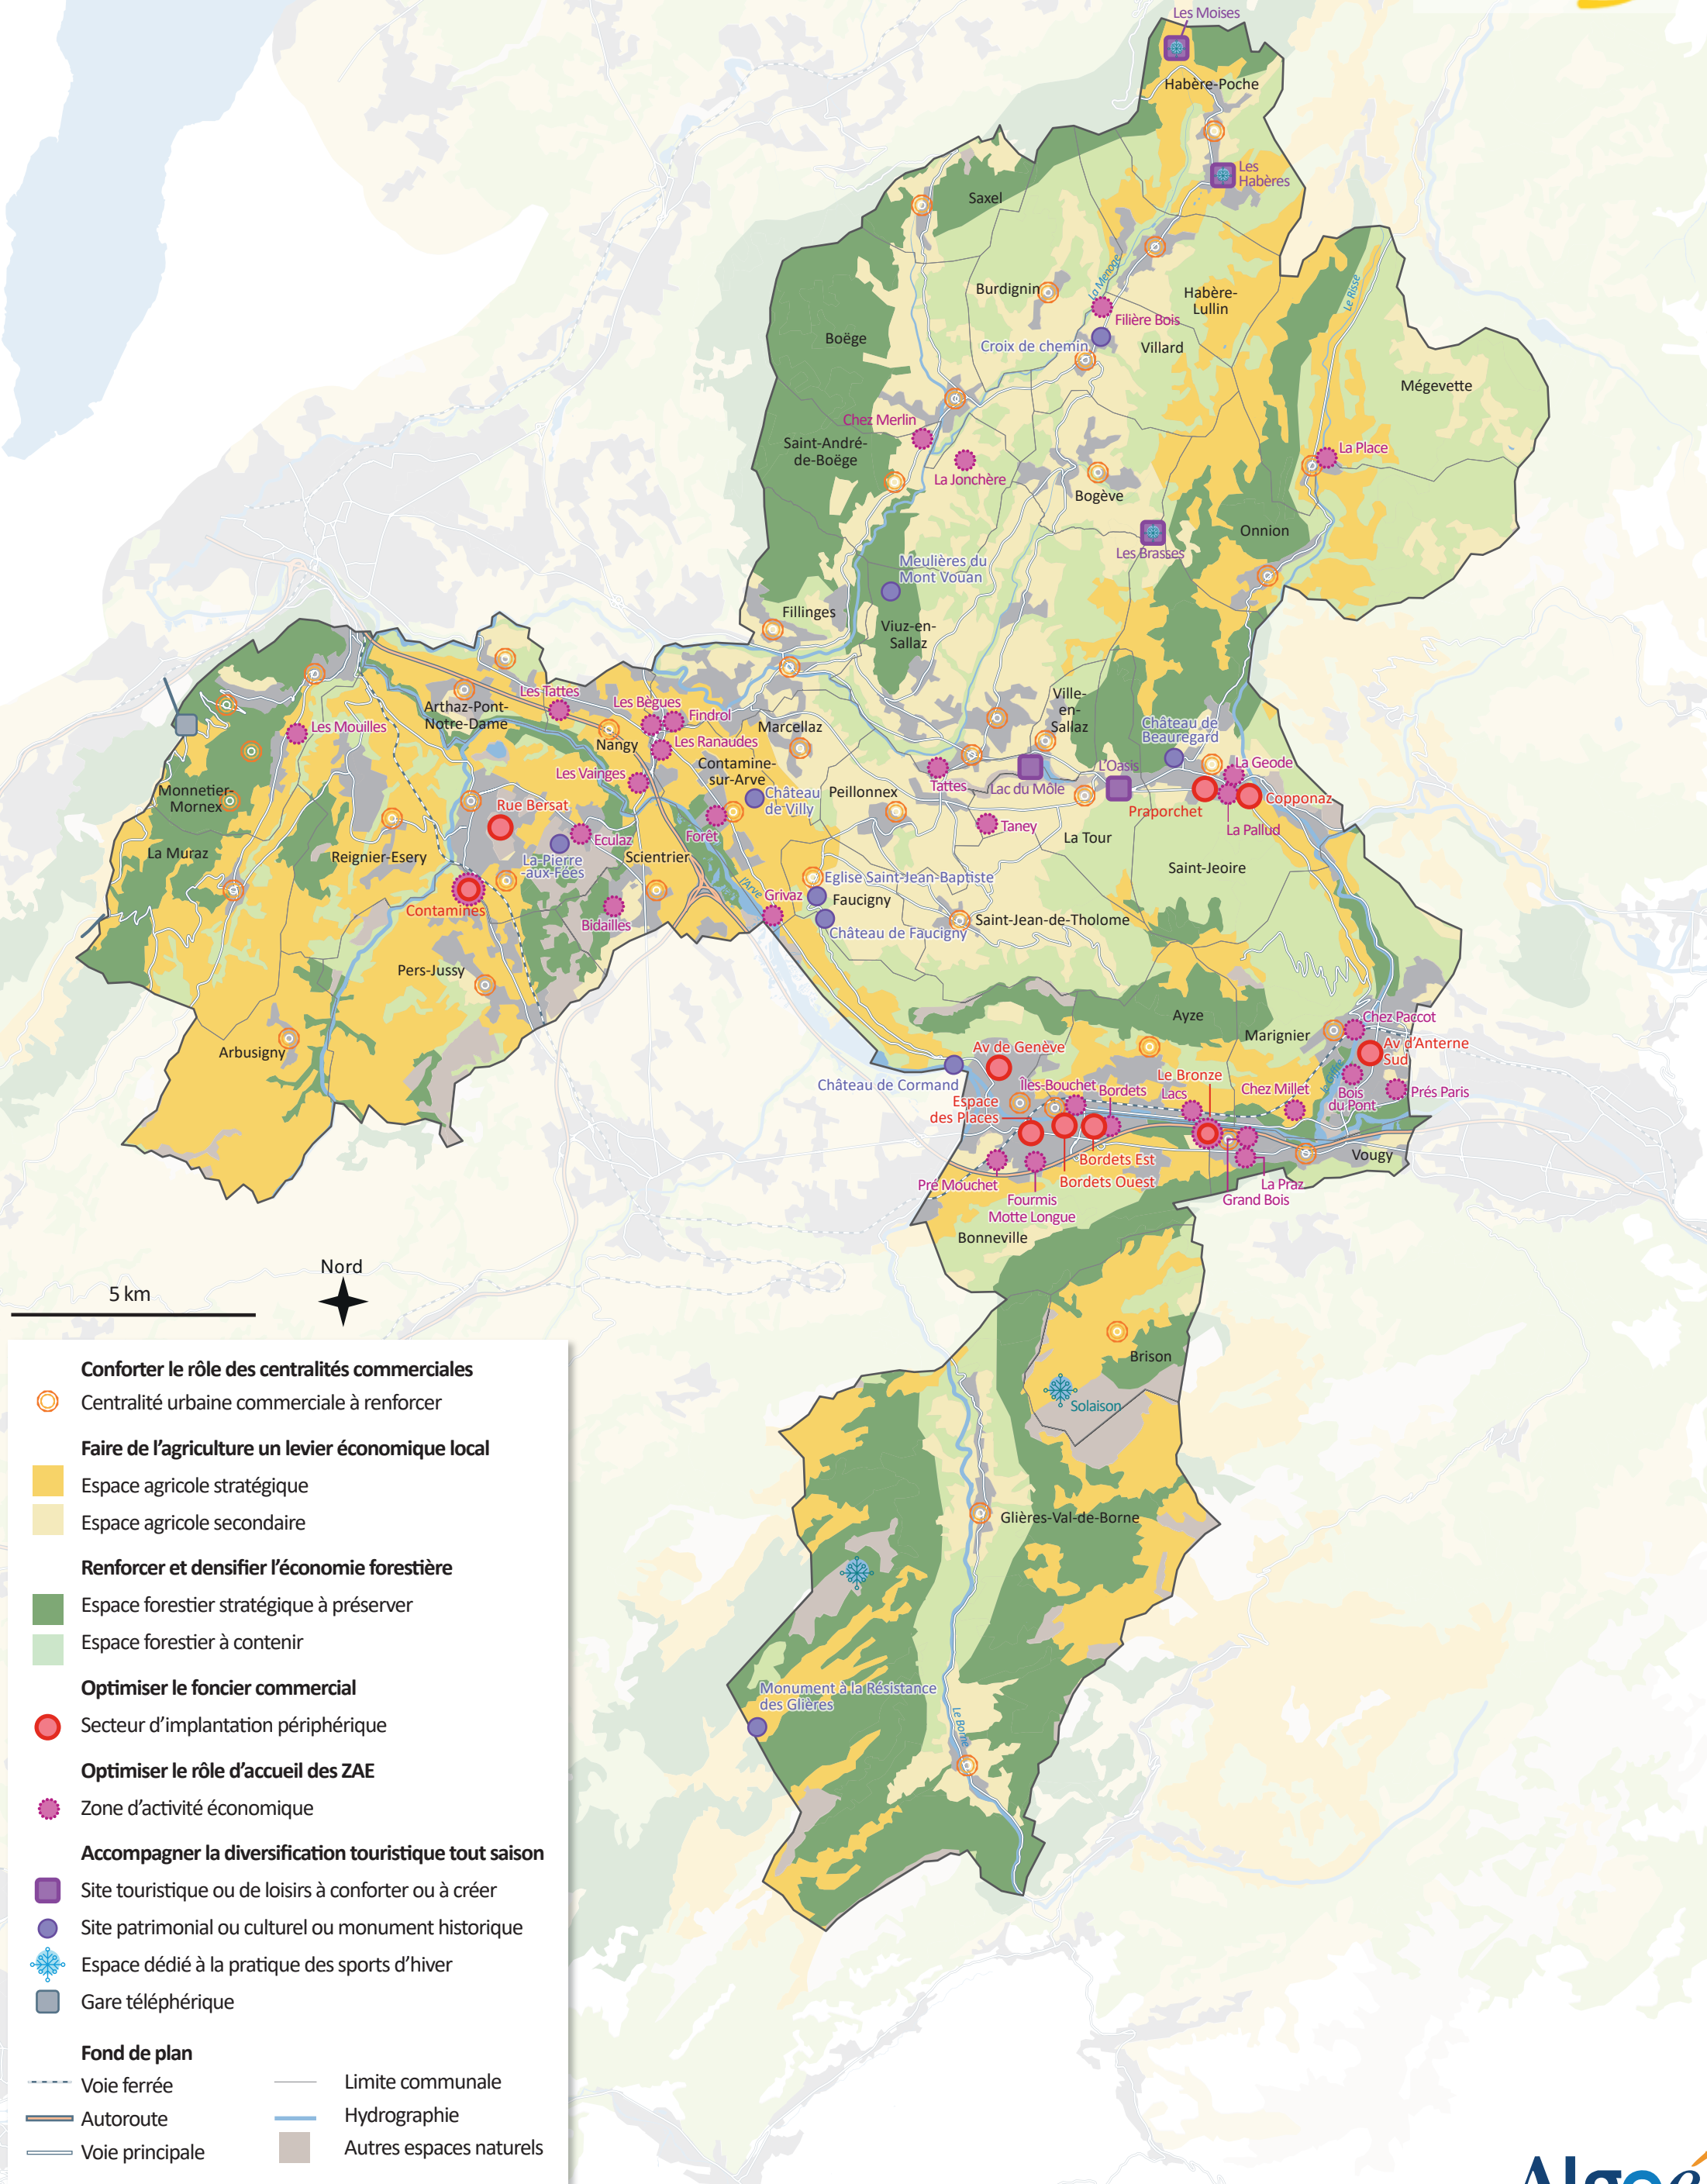 Les Moises
Habère-Poche
Les
Habères
Saxel
La Menoge
Burdignin
Habère-
Lullin
Le Risse
Filière Bois
Boëge
Croix de chemin
Villard
Mégevette
Chez Merlin
Saint-André-
de-Boëge
La Place
La Jonchère
Bogève
Onnion
Les Brasses
Meulières du
Mont Vouan
Fillinges
Viuz-en-
Sallaz
Les Tattes
Arthaz-Pont-
Notre-Dame
Les Bègues
Findrol
Ville-
en-
Sallaz
Les Mouilles
Marcellaz
Château de
Beauregard
Nangy
Les Ranaudes
Contamine-
sur-Arve
Les Vainges
L'Oasis
La Geode
Tattes
Lac du Môle
Monnetier-
Mornex
Château
de Villy
Peillonnex
Copponaz
Rue Bersat
Praporchet
Taney
La Pallud
Forêt
La Tour
Eculaz
La Muraz
Reignier-Esery
La-Pierre
-aux-Fées
Scientrier
Saint-Jeoire
l'Arve
Eglise Saint-Jean-Baptiste
Grivaz
Faucigny
Contamines
Bidailles
Saint-Jean-de-Tholome
Château de Faucigny
Pers-Jussy
Ayze
Chez Paccot
Marignier
Arbusigny
Av de Genève
Av d'Anterne
Sud
Château de Cormand
Le Bronze
Îles-Bouchet
Bordets
Lacs
Chez Millet
Bois
du Pont
Prés Paris
Espace
des Places
Bordets Est
Vougy
Pré Mouchet
Bordets Ouest
La Praz
Fourmis
Grand Bois
Motte Longue
Bonneville
Nord
5 km
Brison
Solaison
Glières-Val-de-Borne
Monument à la Résistance
des Glières
Le Borne
Conforter le rôle des centralités commerciales
Centralité urbaine commerciale à renforcer
Faire de l'agriculture un levier économique local
Espace agricole stratégique
Espace agricole secondaire
Renforcer et densifier l'économie forestière
Espace forestier stratégique à préserver
Espace forestier à contenir
Optimiser le foncier commercial
Secteur d'implantation périphérique
Optimiser le rôle d'accueil des ZAE
Zone d'activité économique
Accompagner la diversification touristique tout saison
Site touristique ou de loisirs à conforter ou à créer
Site patrimonial ou culturel ou monument historique
Espace dédié à la pratique des sports d'hiver
Gare téléphérique
Fond de plan
Voie ferrée
Autoroute
Voie principale
Limite communale
Hydrographie
Autres espaces naturels